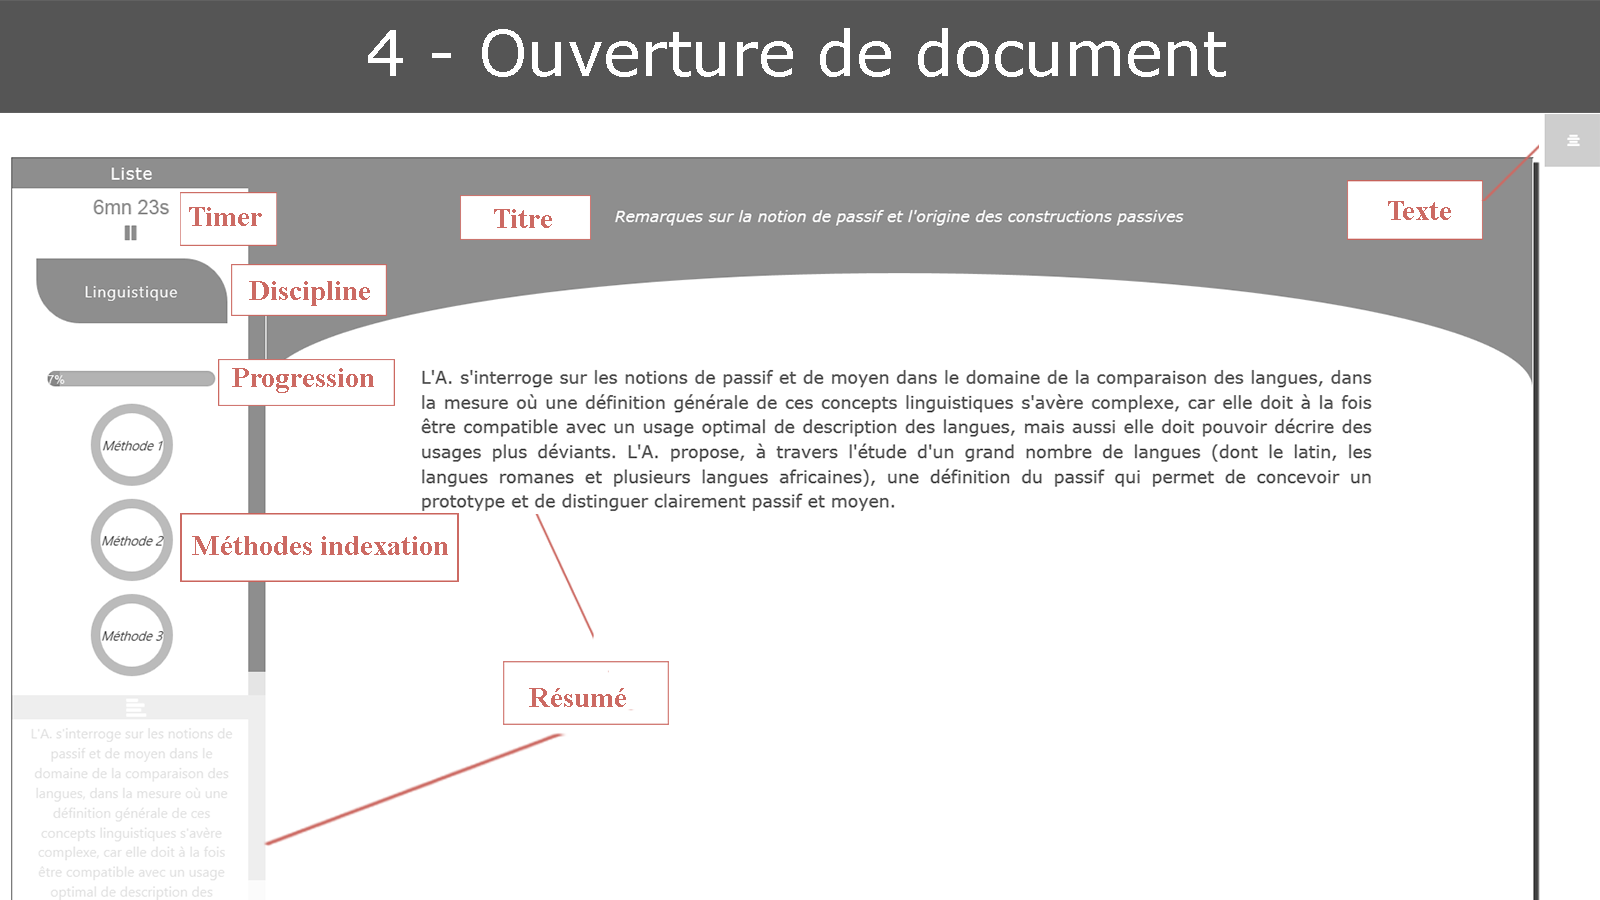 4 - Ouverture de document
Liste
6mn 23s
Timer
Titre
Remarques sur la notion de passif et l'origine des constructions passives
Texte
Linguistique
Discipline
7%
Progression
Méthode 1
Méthode 2
Méthode 3
Méthodes indexation
L'A. s'interroge sur les notions de passif et de moyen dans le domaine de la comparaison des langues, dans
la mesure où une définition générale de ces concepts linguistiques s'avère complexe, car elle doit à la fois
être compatible avec un usage optimal de description des langues, mais aussi elle doit pouvoir décrire des
usages plus déviants. L'A. propose, à travers l'étude d'un grand nombre de langues (dont le latin, les
langues romanes et plusieurs langues africaines), une définition du passif qui permet de concevoir un
prototype et de distinguer clairement passif et moyen.
Résumé
L'A. s'interroge sur les notions de
passif et de moyen dans le
domaine de la comparaison des
langues, dans la mesure où une
définition générale de ces
concepts linguistiques s'avère
complexe, car elle doit à la fois
être compatible avec un usage
optimal de description des